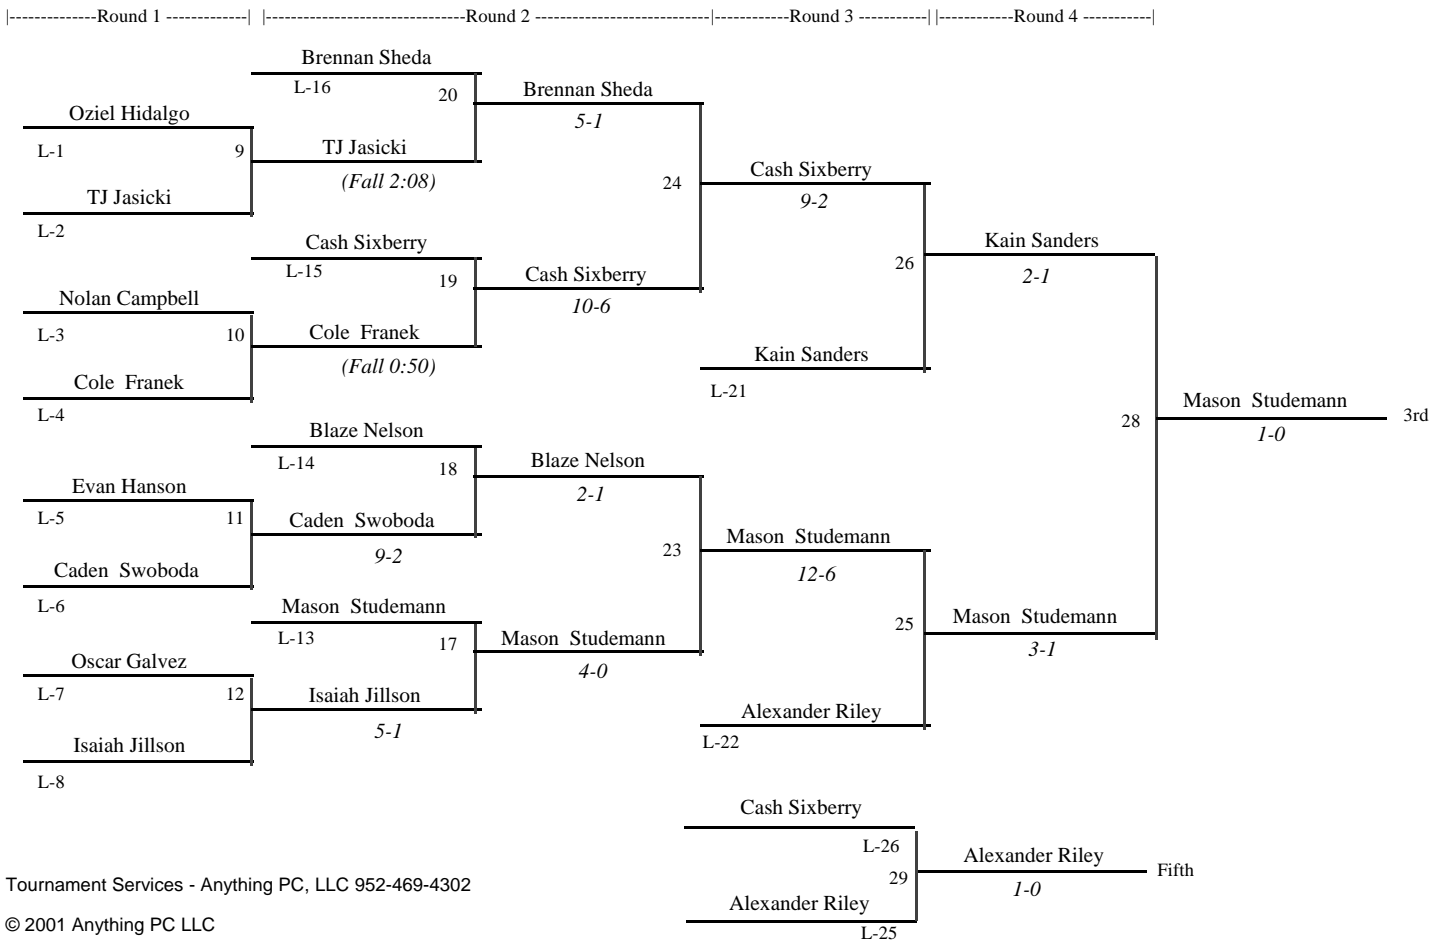 |--------------Round 1 -------------| |--------------------------------Round 2 ----------------------------|------------Round 3 -----------| |------------Round 4 -----------|
Brennan Sheda
L-16
20
Brennan Sheda
5-1
Oziel Hidalgo
L-1
9
TJ Jasicki
(Fall 2:08)
TJ Jasicki
L-2
24
Cash Sixberry
9-2
Cash Sixberry
L-15
19
Cash Sixberry
10-6
Nolan Campbell
L-3
10
Cole Franek
(Fall 0:50)
Cole Franek
L-4
26
Kain Sanders
2-1
Kain Sanders
L-21
28
Mason Studemann
1-0
3rd
Blaze Nelson
L-14
18
Blaze Nelson
2-1
Evan Hanson
L-5
11
Caden Swoboda
9-2
Caden Swoboda
L-6
23
Mason Studemann
12-6
Mason Studemann
L-13
17
Mason Studemann
4-0
25
Mason Studemann
3-1
Oscar Galvez
L-7
12
Isaiah Jillson
5-1
Isaiah Jillson
L-8
Alexander Riley
L-22
Cash Sixberry
L-26
29
Alexander Riley
1-0
Fifth
Alexander Riley
L-25
Tournament Services - Anything PC, LLC 952-469-4302
© 2001 Anything PC LLC